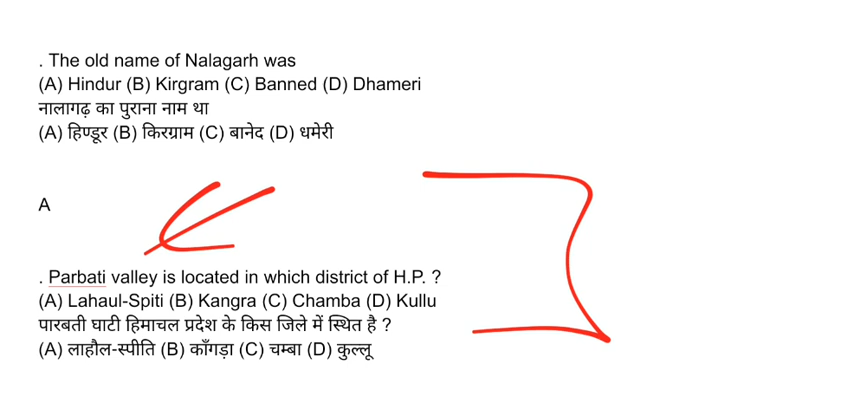 . The old name of Nalagarh was
(A) Hindur (B) Kirgram (C) Banned (D) Dhameri
नालागढ़ का पुराना नाम था
(A) हिण्डूर (B) किरग्राम (C) बानेद (D) धमेरी
A
. Parbati valley is located in which district of H.P. ?
(A) Lahaul-Spiti (B) Kangra (C) Chamba (D) Kullu
पारबती घाटी हिमाचल प्रदेश के किस जिले में स्थित है ?
(A) लाहौल-स्पीति (B) काँगड़ा (C) चम्बा (D) कुल्लू